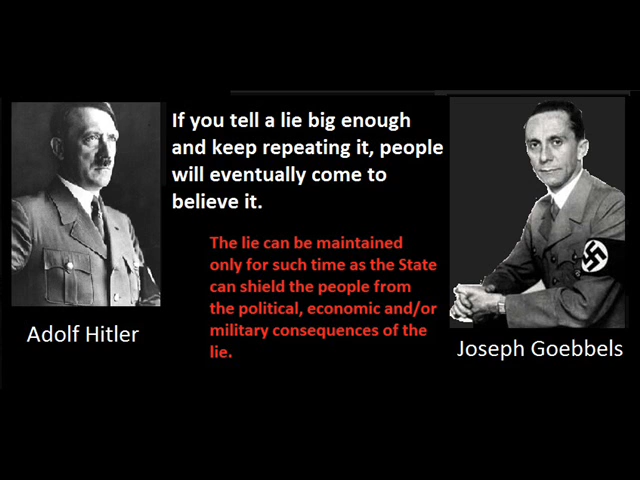 If you tell a lie big enough
and keep repeating it, people
will eventually come to
believe it.
The lie can be maintained
only for such time as the State
can shield the people from
the political, economic and/or
military consequences of the
lie.
Adolf Hitler
Joseph Goebbels